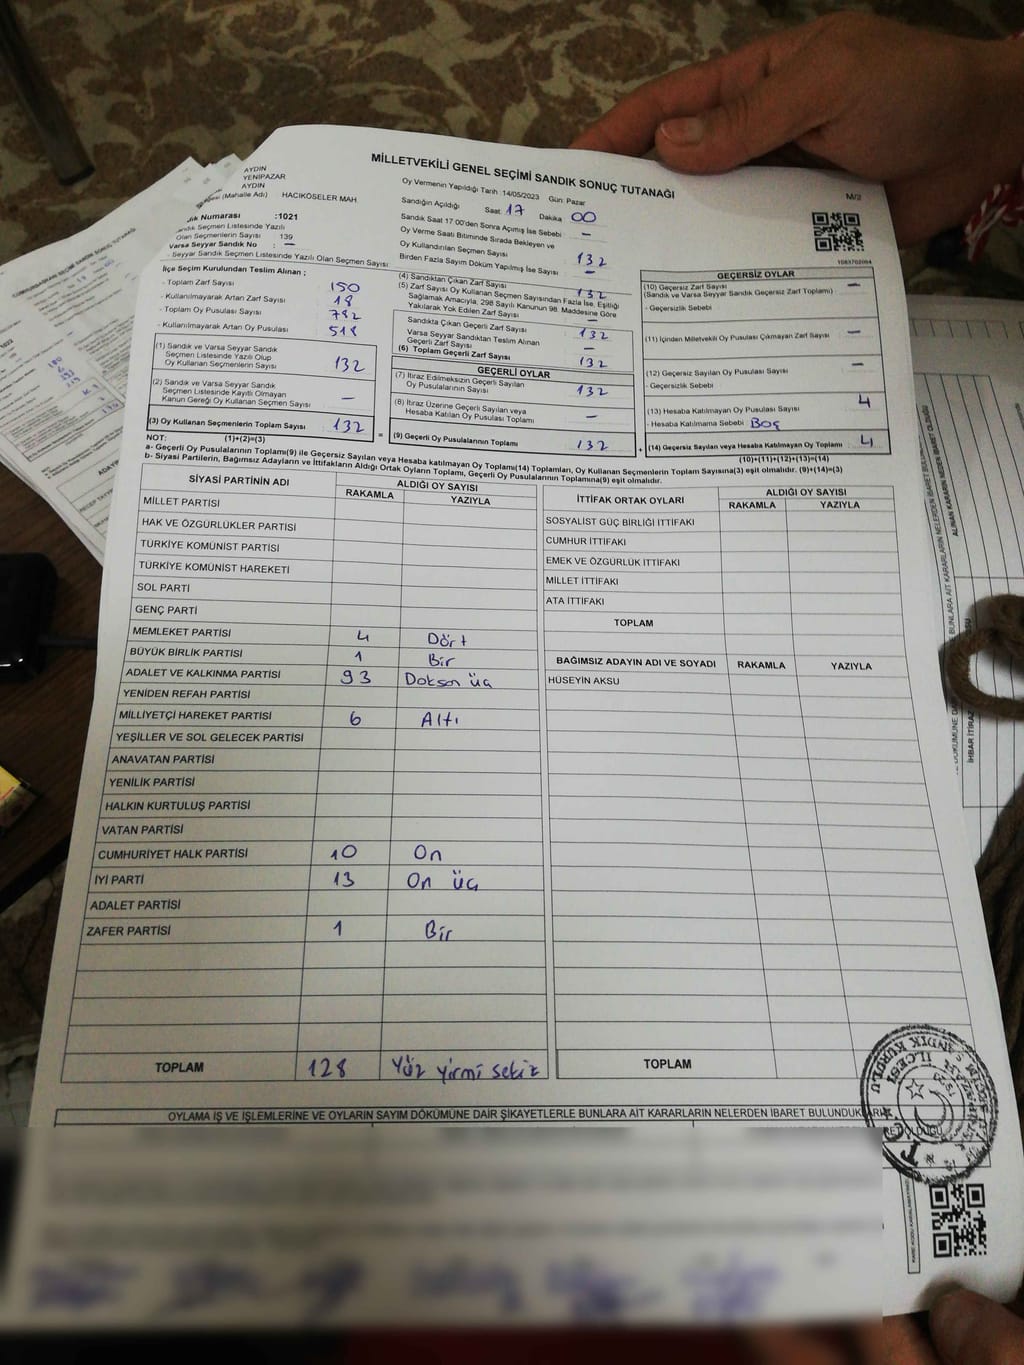 MİLLETVEKİLİ GENEL SEÇİMİ SANDIK SONUÇ TUTANAĞI
M/2
AYDIN
YENİPAZAR
AYDIN
(Mahalle Adı) HACIKÖSELER MAH.
Numarası :1021
Seçmen Listesinde Yazılı
Olan Seçmenlerin Sayısı 139
Varsa Seyyar Sandık No : –
Seyyar Sandık Seçmen Listesinde Yazılı Olan Seçmen Sayısı
Oy Vermenin Yapıldığı Tarih :14/05/2023 Gün: Pazar
Sandığın Açıldığı Saat: 17 Dakika 00
Sandık Saat 17.00'den Sonra Açılmış İse Sebebi : –
Oy Verme Saati Bitiminde Sırada Bekleyen ve
Oy Kullandırılan Seçmen Sayısı 132
Birden Fazla Sayım Döküm Yapılmış İse Sayısı –
1083702064
İlçe Seçim Kurulundan Teslim Alınan ;
- Toplam Zarf Sayısı 150
- Kullanılmayarak Artan Zarf Sayısı 18
- Toplam Oy Pusulası Sayısı
- Kullanılmayarak Artan Oy Pusulası 518
(1) Sandık ve Varsa Seyyar Sandık
Seçmen Listesinde Yazılı Olup
Oy Kullanan Seçmenlerin Sayısı 132
(2) Sandık ve Varsa Seyyar Sandık
Seçmen Listesinde Kayıtlı Olmayan
Kanun Gereği Oy Kullanan Seçmen Sayısı –
(3) Oy Kullanan Seçmenlerin Toplam Sayısı 132
(4) Sandıktan Çıkan Zarf Sayısı 132
(5) Zarf Sayısı Oy Kullanan Seçmen Sayısından Fazla İse, Eşitliği
Sağlamak Amacıyla, 298 Sayılı Kanunun 98. Maddesine Göre
Yakılarak Yok Edilen Zarf Sayısı –
Sandıkta Çıkan Geçerli Zarf Sayısı 132
Varsa Seyyar Sandıktan Teslim Alınan
Geçerli Zarf Sayısı –
(6) Toplam Geçerli Zarf Sayısı 132
GEÇERLİ OYLAR
(7) İtiraz Edilmeksizin Geçerli Sayılan
Oy Pusulalarının Sayısı 132
(8) İtiraz Üzerine Geçerli Sayılan veya
Hesaba Katılan Oy Pusulası Toplamı –
= (9) Geçerli Oy Pusulalarının Toplamı 132
GEÇERSİZ OYLAR
(10) Geçersiz Zarf Sayısı –
(Sandık ve Varsa Seyyar Sandık Geçersiz Zarf Toplamı)
- Geçersizlik Sebebi
(11) İçinden Milletvekili Oy Pusulası Çıkmayan Zarf Sayısı –
(12) Geçersiz Sayılan Oy Pusulası Sayısı –
- Geçersizlik Sebebi
(13) Hesaba Katılmayan Oy Pusulası Sayısı 4
- Hesaba Katılmama Sebebi Boş
+ (14) Geçersiz Sayılan veya Hesaba Katılmayan Oy Toplamı 4
NOT: (1)+(2)=(3)
(10)+(11)+(12)+(13)=(14)
a- Geçerli Oy Pusulalarının Toplamı(9) ile Geçersiz Sayılan veya Hesaba katılmayan Oy Toplamı(14) Toplamları, Oy Kullanan Seçmenlerin Toplam Sayısına(3) eşit olmalıdır. (9)+(14)=(3)
b- Siyasi Partilerin, Bağımsız Adayların ve İttifakların Aldığı Ortak Oyların Toplamı, Geçerli Oy Pusulalarının Toplamına(9) eşit olmalıdır.
SİYASİ PARTİNİN ADI ALDIĞI OY SAYISI
RAKAMLA YAZIYLA
MİLLET PARTİSİ
HAK VE ÖZGÜRLÜKLER PARTİSİ
TÜRKİYE KOMÜNİST PARTİSİ
TÜRKİYE KOMÜNİST HAREKETİ
SOL PARTİ
GENÇ PARTİ
MEMLEKET PARTİSİ 4 Dört
BÜYÜK BİRLİK PARTİSİ 1 Bir
ADALET VE KALKINMA PARTİSİ 93 Doksan üç
YENİDEN REFAH PARTİSİ
MİLLİYETÇİ HAREKET PARTİSİ 6 Altı
YEŞİLLER VE SOL GELECEK PARTİSİ
ANAVATAN PARTİSİ
YENİLİK PARTİSİ
HALKIN KURTULUŞ PARTİSİ
VATAN PARTİSİ
CUMHURİYET HALK PARTİSİ 10 On
İYİ PARTİ 13 On üç
ADALET PARTİSİ
ZAFER PARTİSİ 1 Bir
TOPLAM 128 Yüz yirmi sekiz
İTTİFAK ORTAK OYLARI ALDIĞI OY SAYISI
RAKAMLA YAZIYLA
SOSYALİST GÜÇ BİRLİĞİ İTTİFAKI
CUMHUR İTTİFAKI
EMEK VE ÖZGÜRLÜK İTTİFAKI
MİLLET İTTİFAKI
ATA İTTİFAKI
TOPLAM
BAĞIMSIZ ADAYIN ADI VE SOYADI RAKAMLA YAZIYLA
HÜSEYİN AKSU
TOPLAM
OYLAMA İŞ VE İŞLEMLERİNE VE OYLARIN SAYIM DÖKÜMÜNE DAİR ŞİKAYETLERLE BUNLARA AİT KARARLARIN NELERDEN İBARET BULUNDUK